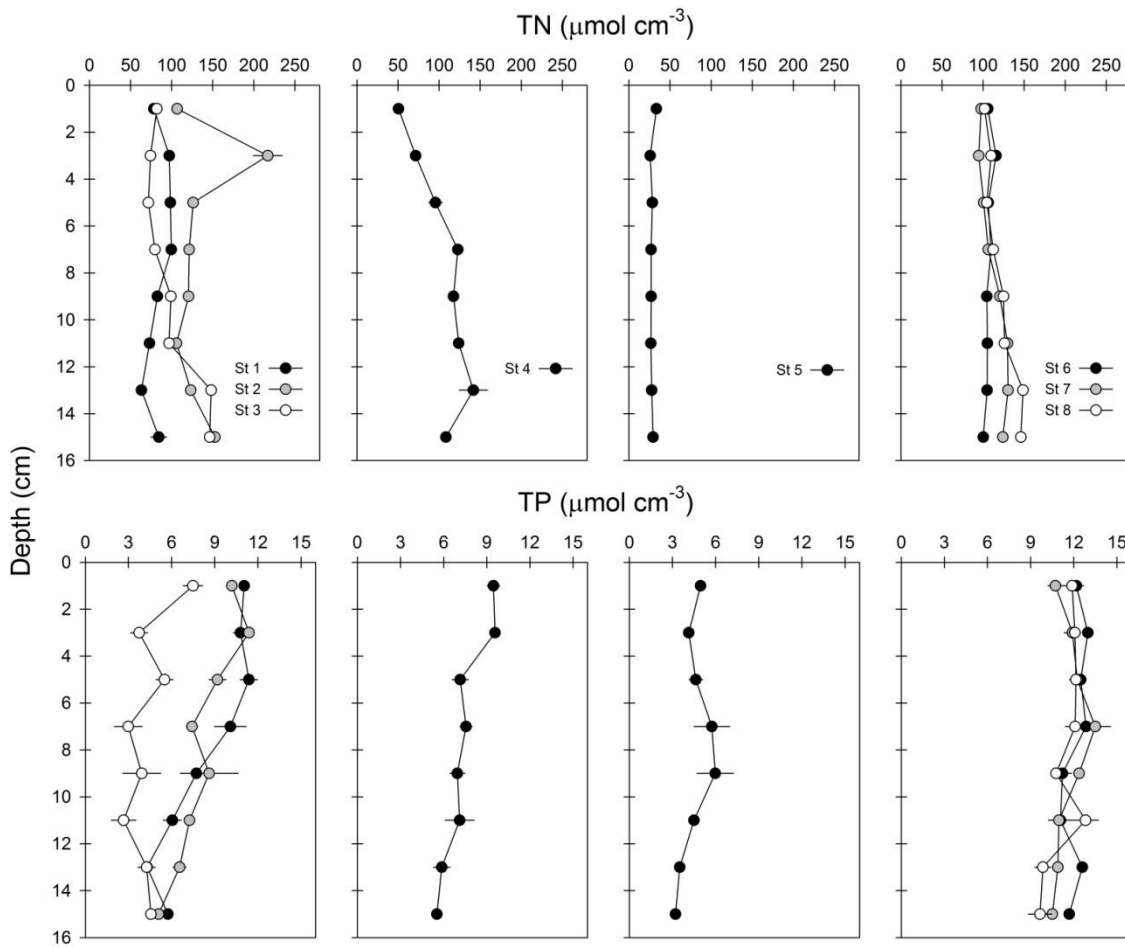 TN (μmol cm-3)
0 50 100 150 200 250 0 50 100 150 200 250 0 50 100 150 200 250 0 50 100 150 200 250
0
2
4
6
8
10
12
14
16
St 1
St 2
St 3
St 4
St 5
St 6
St 7
St 8
Depth (cm)
TP (μmol cm-3)
0 3 6 9 12 15 0 3 6 9 12 15 0 3 6 9 12 15 0 3 6 9 12 15
0
2
4
6
8
10
12
14
16